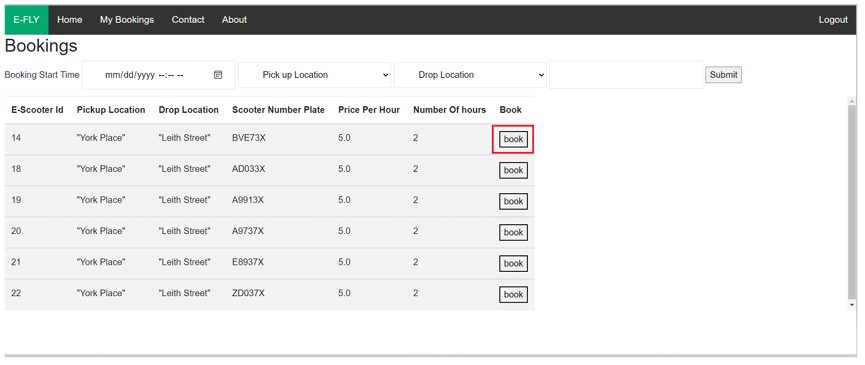 E-FLY Home My Bookings Contact About Logout
Bookings
Booking Start Time mm/dd/yyyy --:-- -- Pick up Location Drop Location Submit
E-Scooter Id Pickup Location Drop Location Scooter Number Plate Price Per Hour Number Of hours Book
14 "York Place" "Leith Street" BVE73X 5.0 2 book
18 "York Place" "Leith Street" AD033X 5.0 2 book
19 "York Place" "Leith Street" A9913X 5.0 2 book
20 "York Place" "Leith Street" A9737X 5.0 2 book
21 "York Place" "Leith Street" E8937X 5.0 2 book
22 "York Place" "Leith Street" ZD037X 5.0 2 book